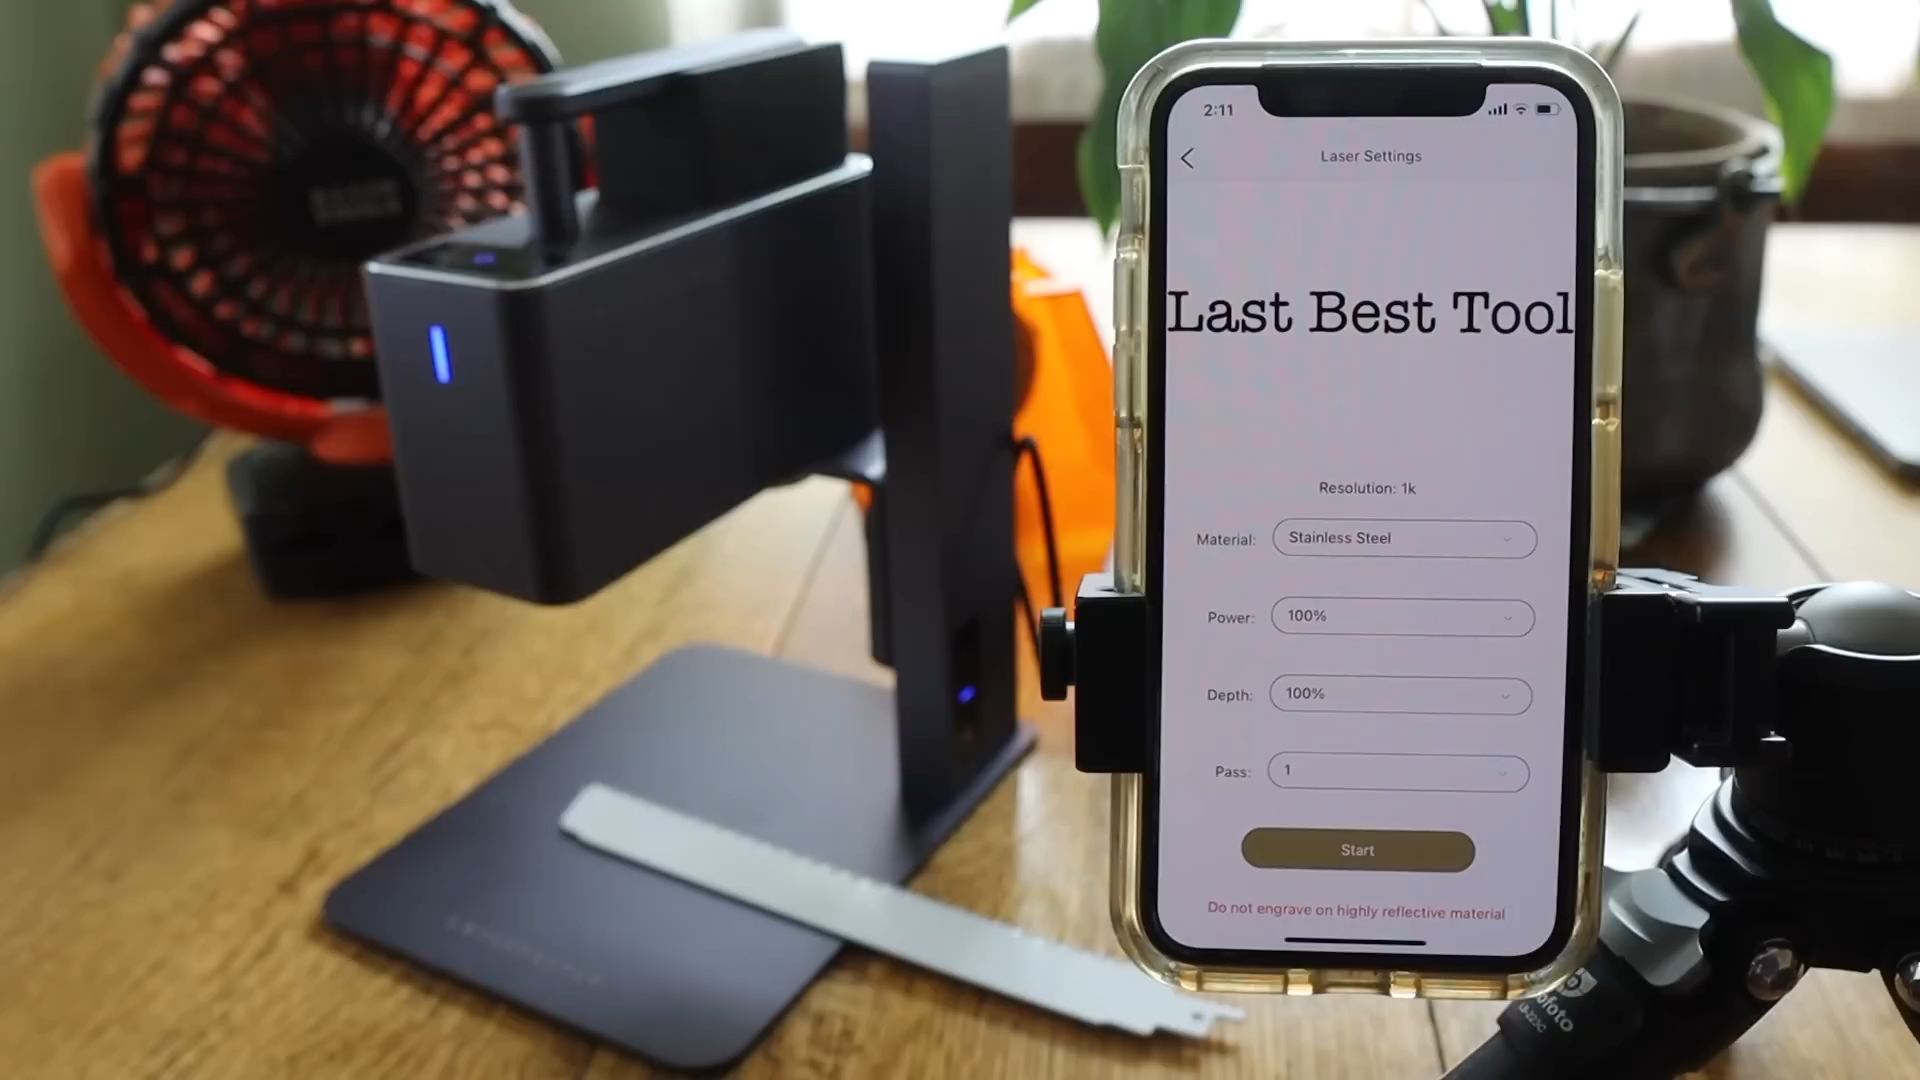 2:11
Laser Settings
Last Best Tool
Resolution: 1k
Material: Stainless Steel
Power: 100%
Depth: 100%
Pass: 1
Start
Do not engrave on highly reflective material